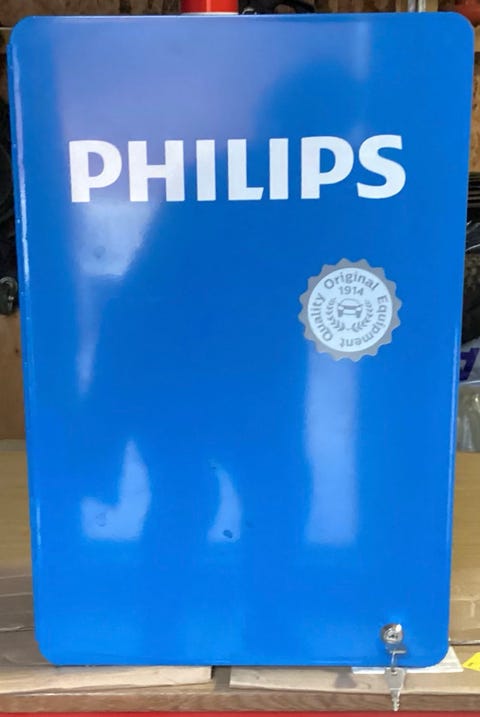 PHILIPS
Quality Original Equipment
1914